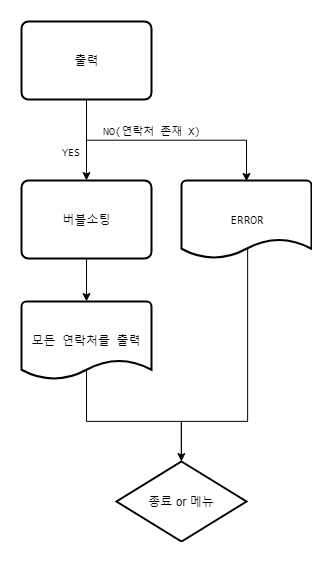 출력
NO(연락처 존재 X)
YES
버블소팅
ERROR
모든 연락처를 출력
종료 or 메뉴